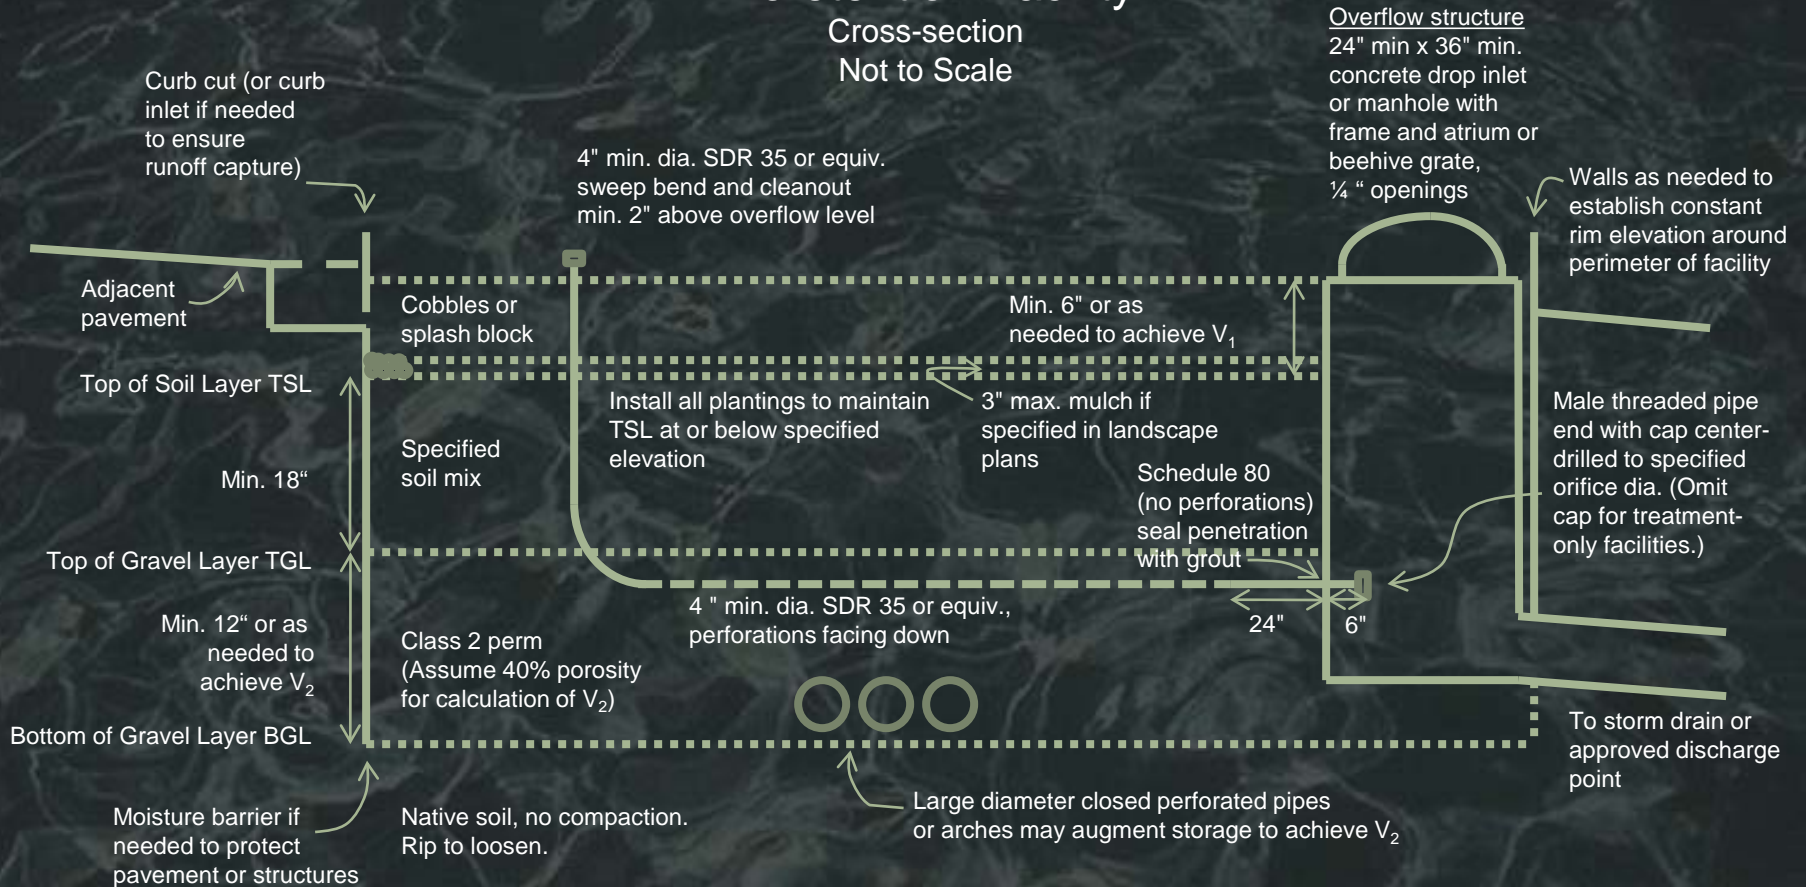 Cross-section
Not to Scale
Overflow structure
24" min x 36" min.
concrete drop inlet
or manhole with
frame and atrium or
beehive grate,
¼ “ openings
Curb cut (or curb
inlet if needed
to ensure
runoff capture)
4" min. dia. SDR 35 or equiv.
sweep bend and cleanout
min. 2" above overflow level
Walls as needed to
establish constant
rim elevation around
perimeter of facility
Adjacent
pavement
Cobbles or
splash block
Min. 6" or as
needed to achieve V1
Top of Soil Layer TSL
Install all plantings to maintain
TSL at or below specified
elevation
3" max. mulch if
specified in landscape
plans
Male threaded pipe
end with cap center-
drilled to specified
orifice dia. (Omit
cap for treatment-
only facilities.)
Specified
soil mix
Min. 18“
Schedule 80
(no perforations)
seal penetration
with grout
Top of Gravel Layer TGL
4 " min. dia. SDR 35 or equiv.,
perforations facing down
24"
6"
Min. 12“ or as
needed to
achieve V2
Class 2 perm
(Assume 40% porosity
for calculation of V2)
Bottom of Gravel Layer BGL
To storm drain or
approved discharge
point
Moisture barrier if
needed to protect
pavement or structures
Native soil, no compaction.
Rip to loosen.
Large diameter closed perforated pipes
or arches may augment storage to achieve V2